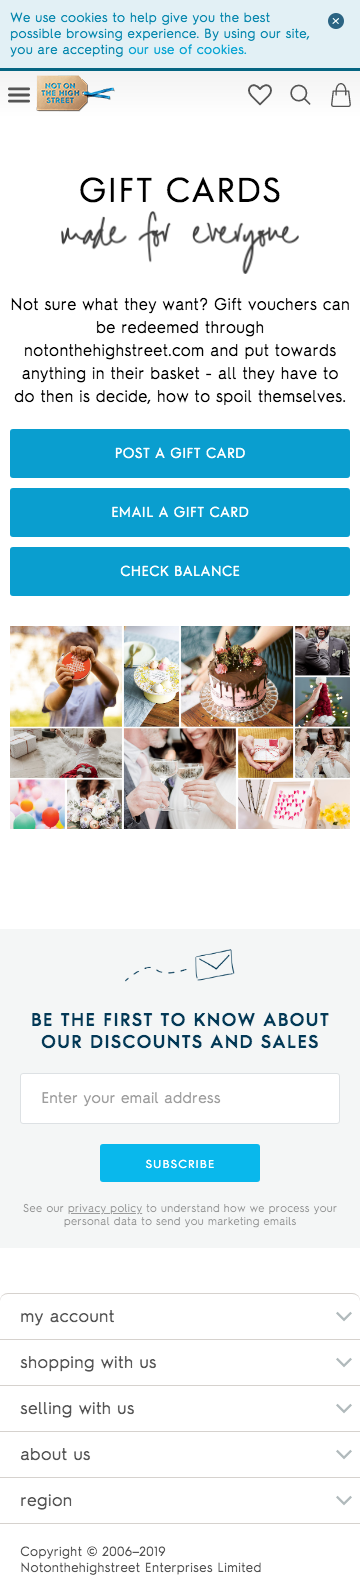 We use cookies to help give you the best
possible browsing experience. By using our site,
you are accepting our use of cookies.
NOT ON
THE HIGH
STREET
GIFT CARDS
made for everyone
Not sure what they want? Gift vouchers can
be redeemed through
notonthehighstreet.com and put towards
anything in their basket - all they have to
do then is decide, how to spoil themselves.
POST A GIFT CARD
EMAIL A GIFT CARD
CHECK BALANCE
BE THE FIRST TO KNOW ABOUT
OUR DISCOUNTS AND SALES
Enter your email address
SUBSCRIBE
See our privacy policy to understand how we process your
personal data to send you marketing emails
my account
shopping with us
selling with us
about us
region
Copyright © 2006–2019
Notonthehighstreet Enterprises Limited